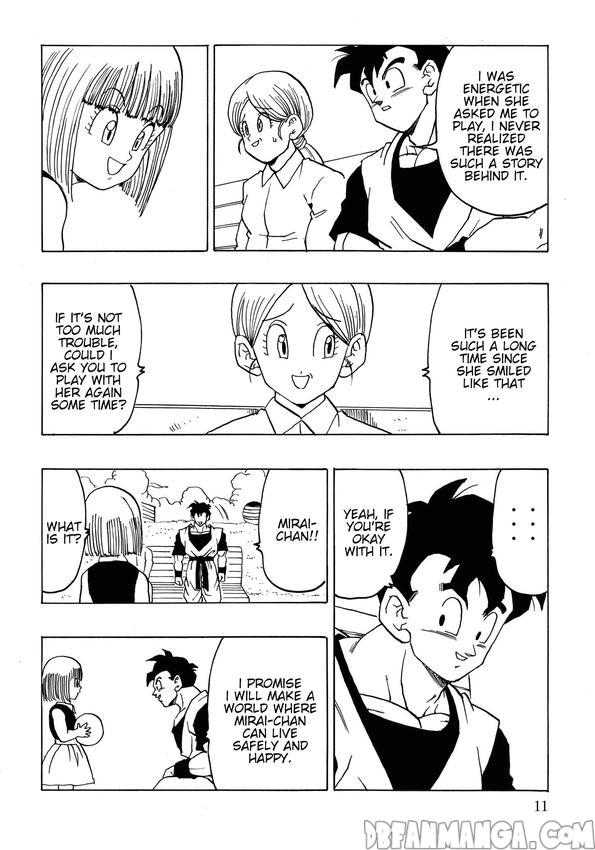 I WAS
ENERGETIC
WHEN SHE
ASKED ME TO
PLAY, I NEVER
REALIZED
THERE WAS
SUCH A STORY
BEHIND IT.
IT'S BEEN
SUCH A LONG
TIME SINCE
SHE SMILED
LIKE THAT
...
IF IT'S NOT
TOO MUCH
TROUBLE,
COULD I
ASK YOU TO
PLAY WITH
HER AGAIN
SOME TIME?
....
YEAH, IF
YOU'RE
OKAY
WITH IT.
MIRAI-
CHAN!!
WHAT
IS IT?
I PROMISE
I WILL MAKE A
WORLD WHERE
MIRAI-CHAN
CAN LIVE
SAFELY AND
HAPPY.
11
DBFANMANGA.COM